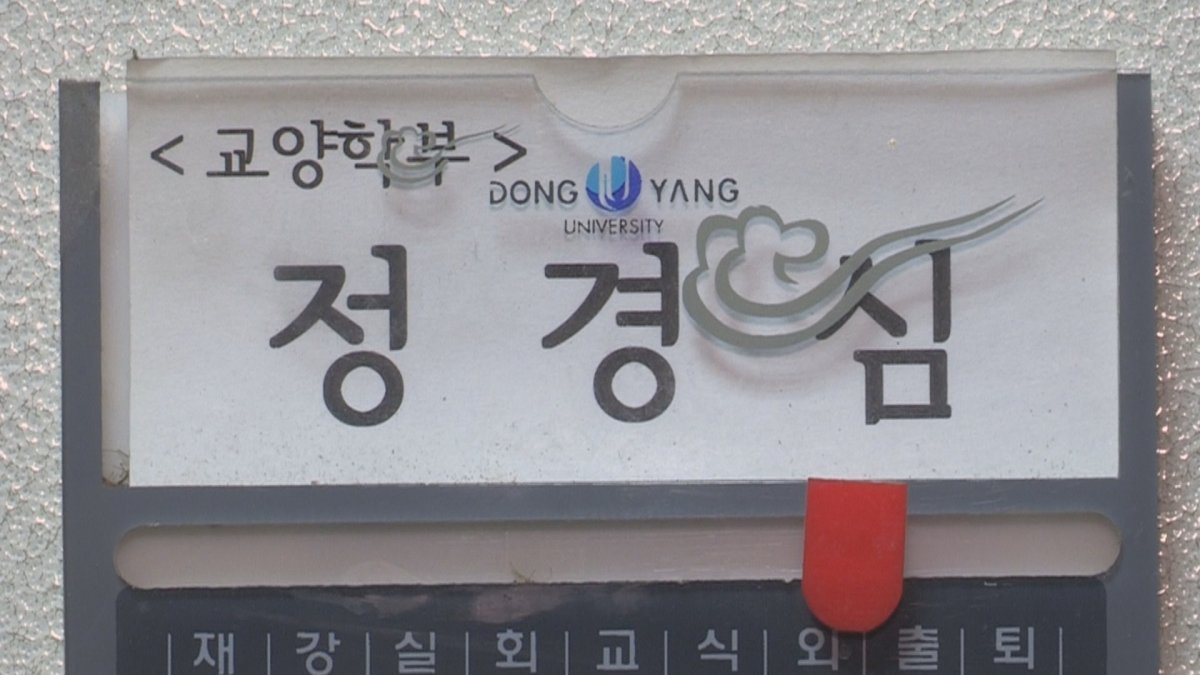 < 교양학부 >
DONG YANG
UNIVERSITY
정 경 심
재 강 실 회 교 식 외 출 퇴